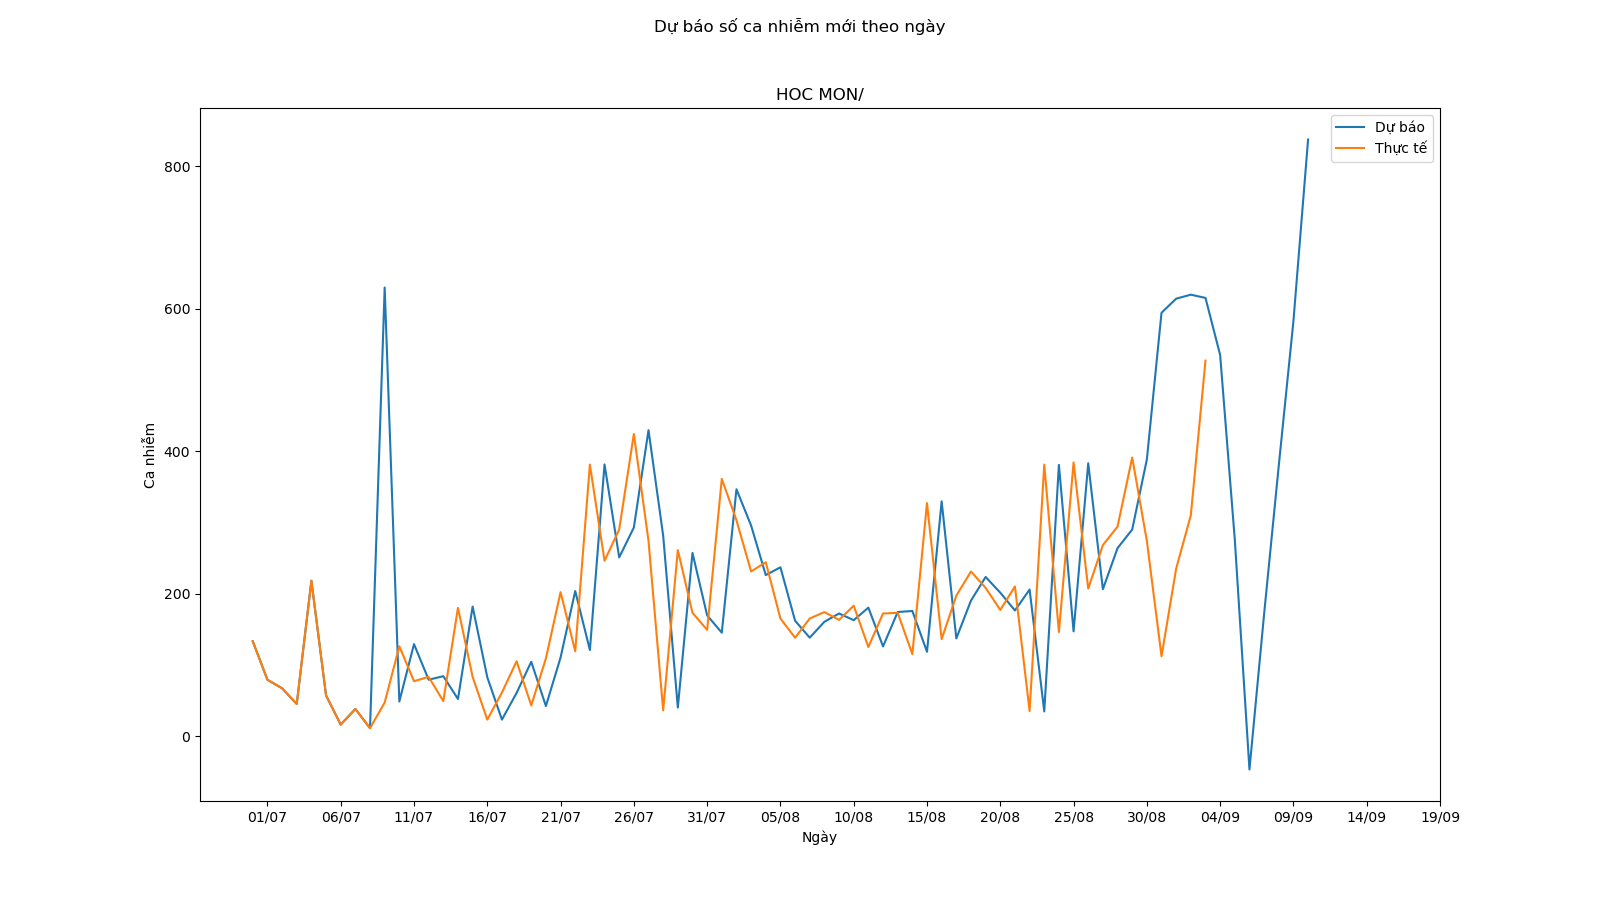 Dự báo số ca nhiễm mới theo ngày
HOC MON/
Dự báo
Thực tế
800
600
400
200
0
Ca nhiễm
01/07 06/07 11/07 16/07 21/07 26/07 31/07 05/08 10/08 15/08 20/08 25/08 30/08 04/09 09/09 14/09 19/09
Ngày